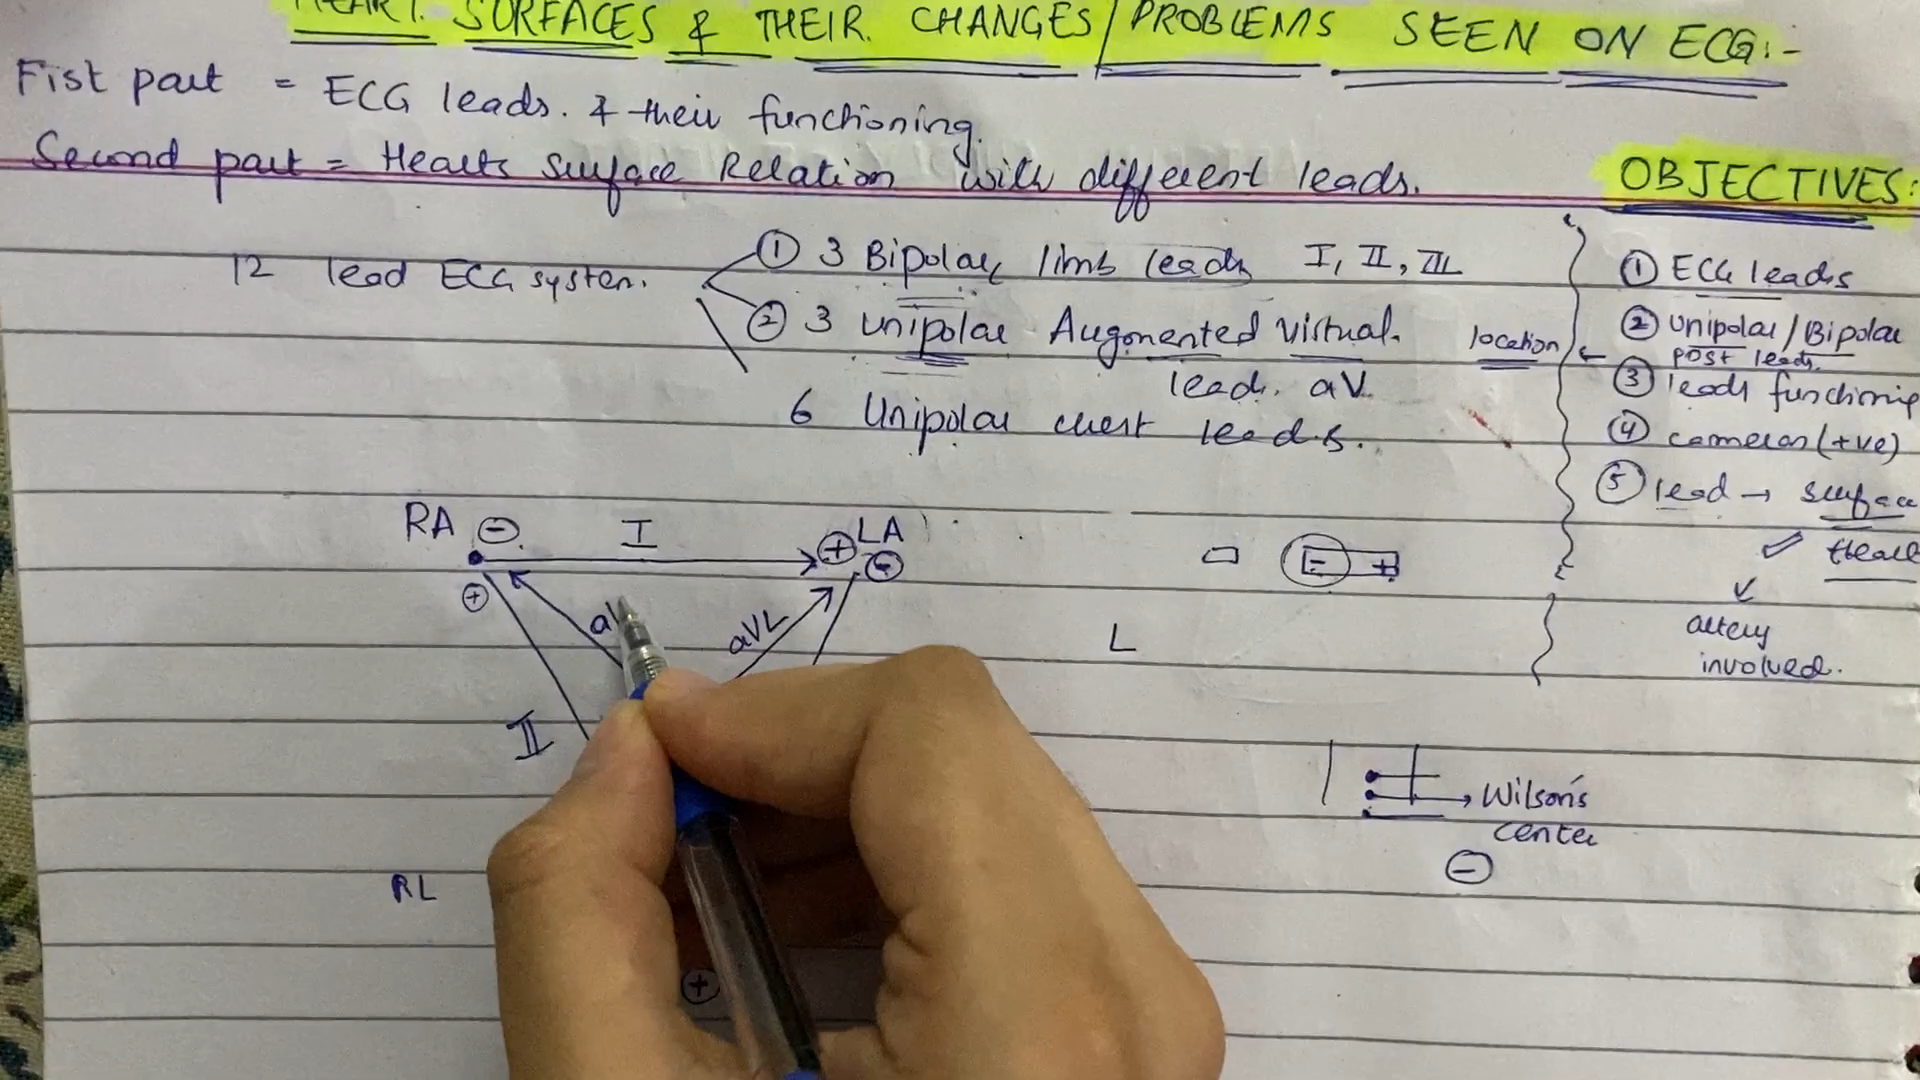 HEART. SURFACES & THEIR. CHANGES/PROBLEMS SEEN ON ECG:-
Fist part = ECG leads. & their functioning.
Second part = Hearts surface Relation with different leads.
OBJECTIVES:
12 lead ECG system.
① 3 Bipolar limb leads I, II, III
② 3 unipolar Augmented virtual.
lead. aV
6 Unipolar chest leads.
location
① ECG leads
② Unipolar/Bipolar
post leads.
③ leads functioning
④ cameras (+ve)
⑤ lead → surface
Heart
artery
involved.
RA ⊖ I ⊕ LA
⊖
⊕
aV
aVL
II
RL
⊕
- +
L
Wilson's
center
⊖